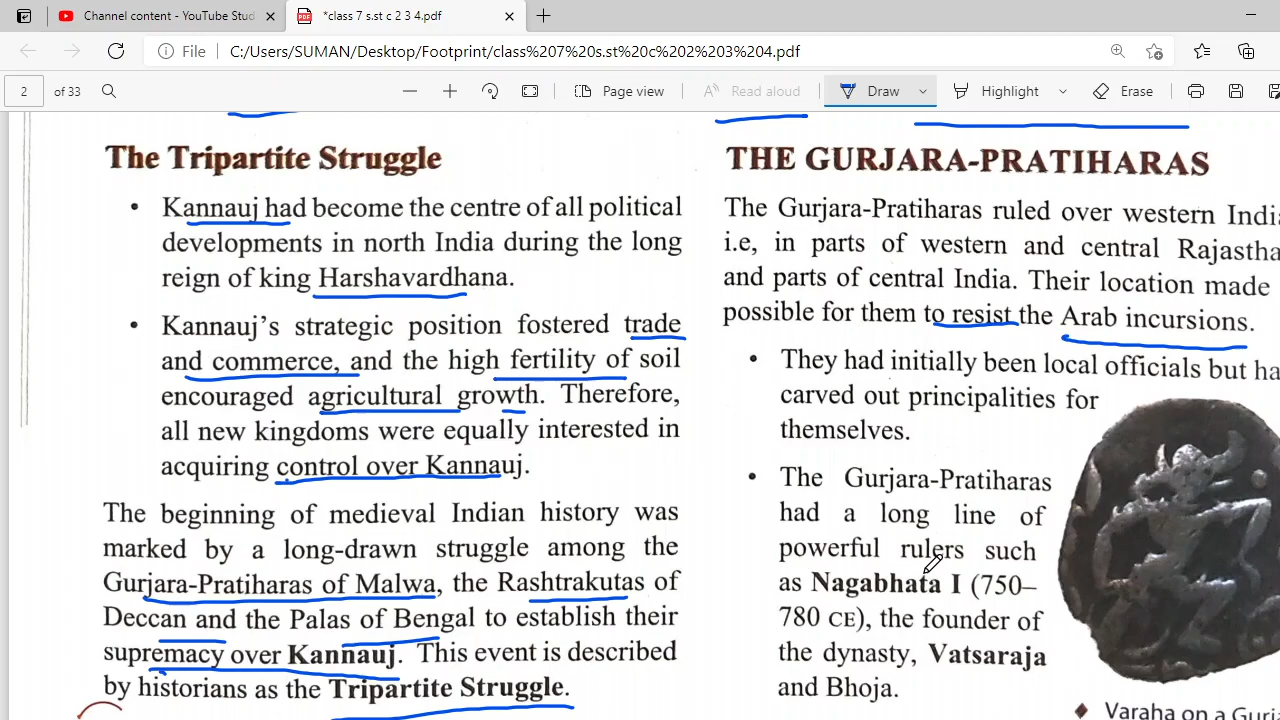 Channel content - YouTube Stud
*class 7 s.st c 2 3 4.pdf
File
C:/Users/SUMAN/Desktop/Footprint/class%207%20s.st%20c%202%203%204.pdf
2 of 33
Page view
Read aloud
Draw
Highlight
Erase
The Tripartite Struggle
• Kannauj had become the centre of all political
developments in north India during the long
reign of king Harshavardhana.
• Kannauj's strategic position fostered trade
and commerce, and the high fertility of soil
encouraged agricultural growth. Therefore,
all new kingdoms were equally interested in
acquiring control over Kannauj.
The beginning of medieval Indian history was
marked by a long-drawn struggle among the
Gurjara-Pratiharas of Malwa, the Rashtrakutas of
Deccan and the Palas of Bengal to establish their
supremacy over Kannauj. This event is described
by historians as the Tripartite Struggle.
THE GURJARA-PRATIHARAS
The Gurjara-Pratiharas ruled over western Indi
i.e, in parts of western and central Rajastha
and parts of central India. Their location made
possible for them to resist the Arab incursions.
• They had initially been local officials but ha
carved out principalities for
themselves.
• The Gurjara-Pratiharas
had a long line of
powerful rulers such
as Nagabhata I (750–
780 CE), the founder of
the dynasty, Vatsaraja
and Bhoja.
Varaha on a Gurj